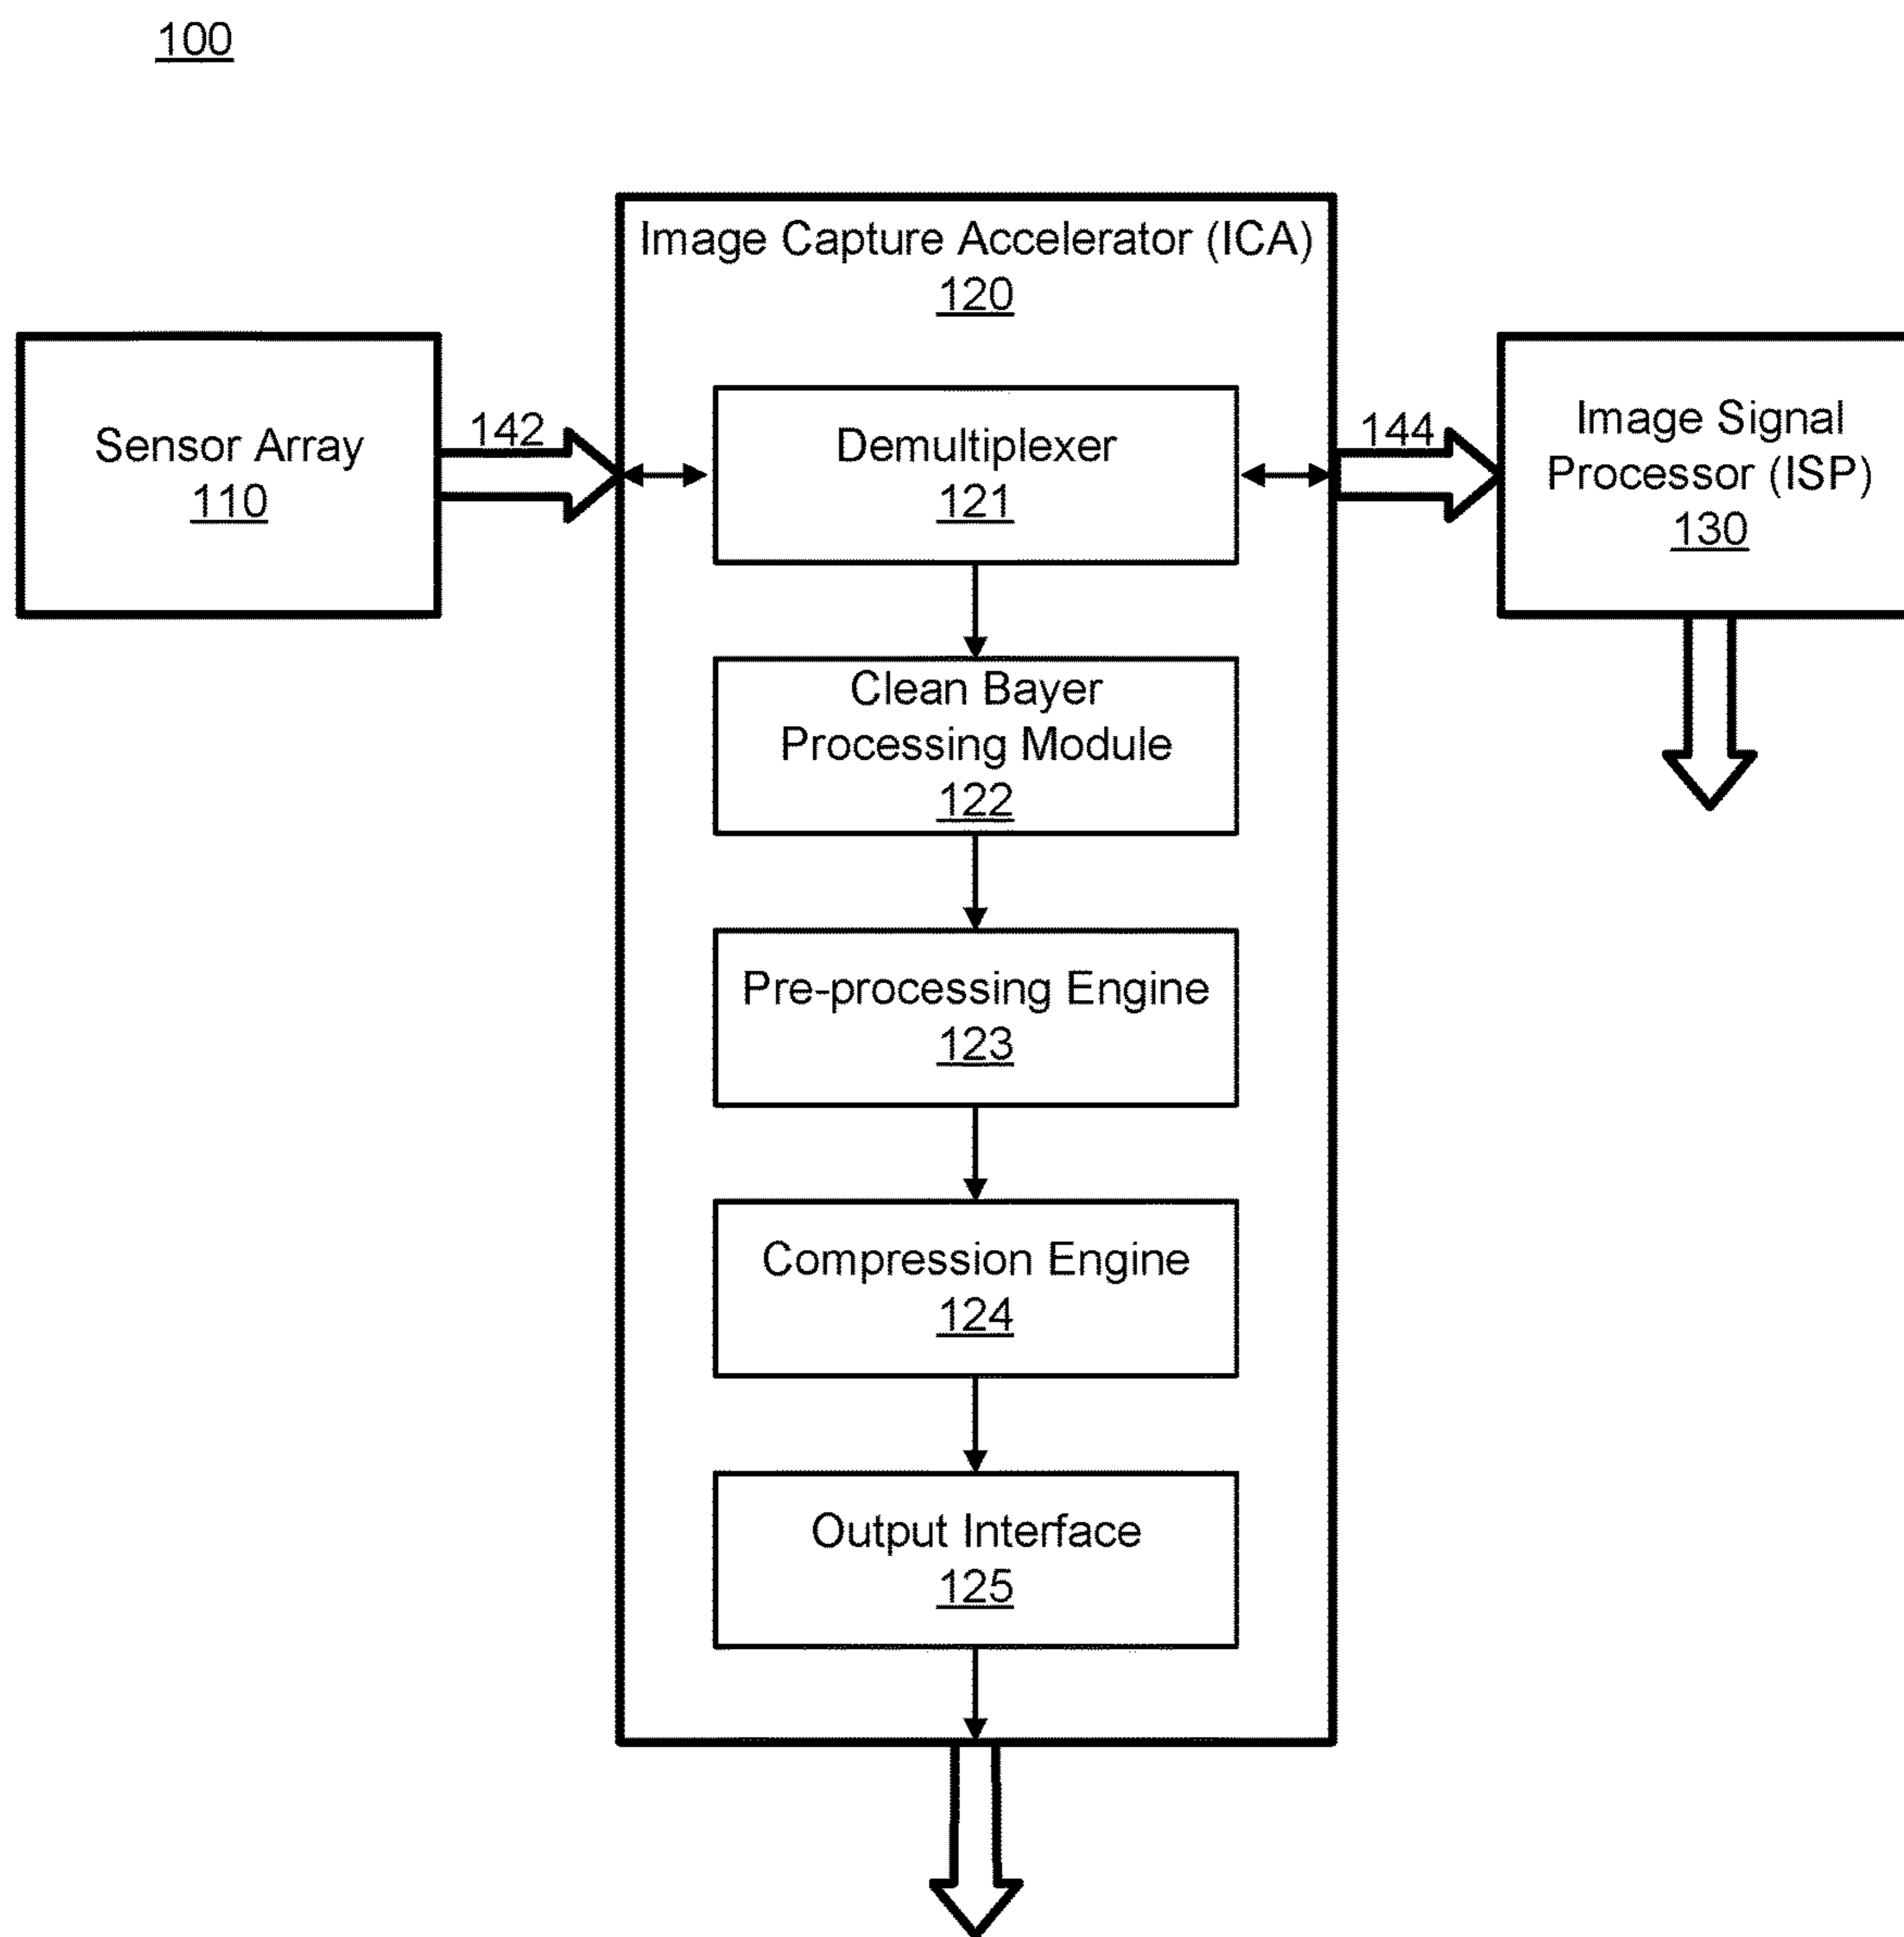 100
Image Capture Accelerator (ICA)
120
Sensor Array
110
142
Demultiplexer
121
144
Image Signal
Processor (ISP)
130
Clean Bayer
Processing Module
122
Pre-processing Engine
123
Compression Engine
124
Output Interface
125